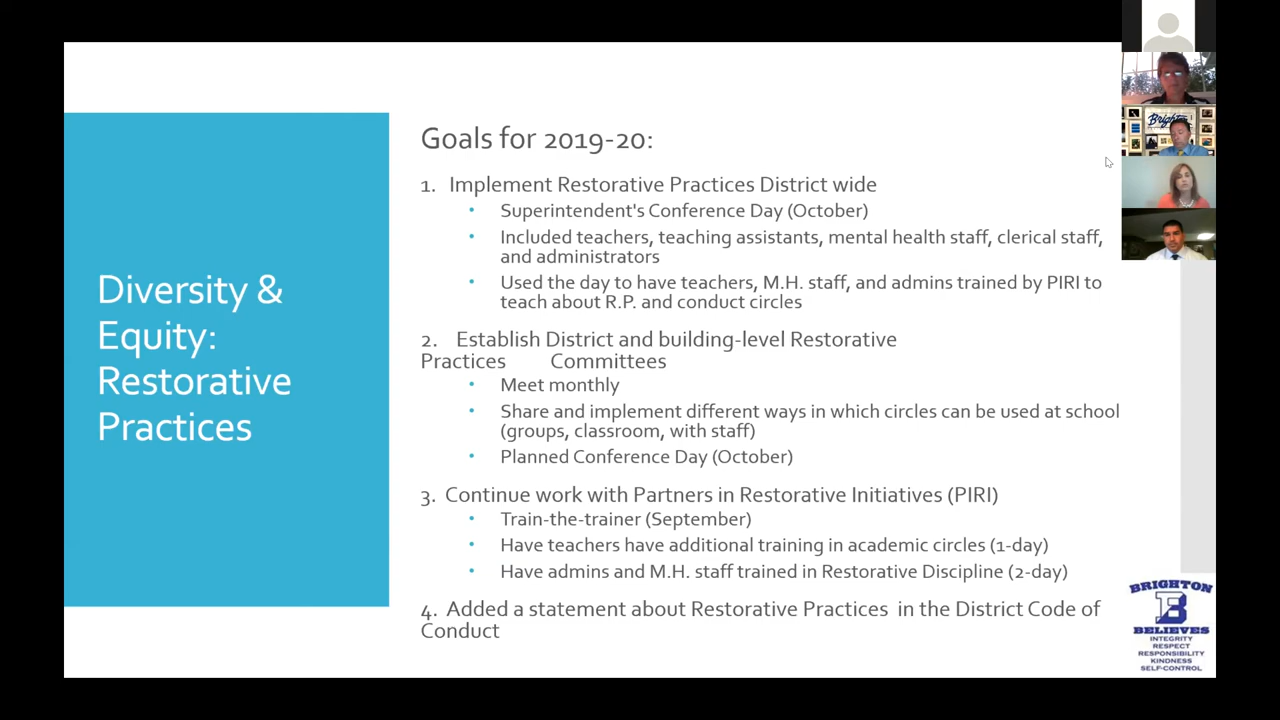 Diversity &
Equity:
Restorative
Practices
Goals for 2019-20:
1. Implement Restorative Practices District wide
• Superintendent's Conference Day (October)
• Included teachers, teaching assistants, mental health staff, clerical staff,
and administrators
• Used the day to have teachers, M.H. staff, and admins trained by PIRI to
teach about R.P. and conduct circles
2. Establish District and building-level Restorative
Practices Committees
• Meet monthly
• Share and implement different ways in which circles can be used at school
(groups, classroom, with staff)
• Planned Conference Day (October)
3. Continue work with Partners in Restorative Initiatives (PIRI)
• Train-the-trainer (September)
• Have teachers have additional training in academic circles (1-day)
• Have admins and M.H. staff trained in Restorative Discipline (2-day)
4. Added a statement about Restorative Practices in the District Code of
Conduct
Brighton
BRIGHTON
B
BELIEVES
INTEGRITY
RESPECT
RESPONSIBILITY
KINDNESS
SELF-CONTROL